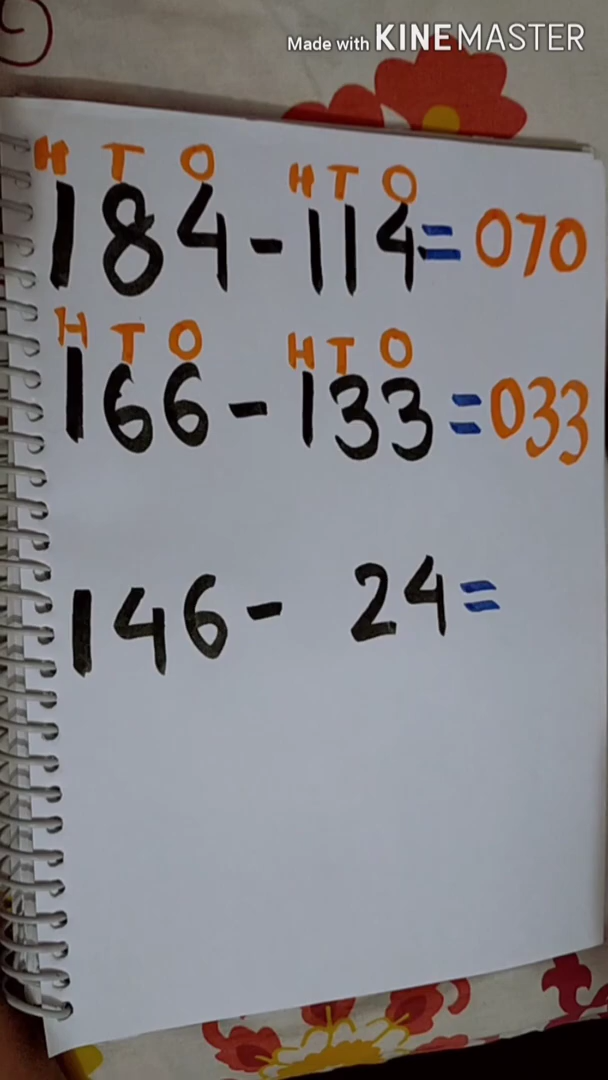 Made with KINEMASTER
H T O H T O
184-114=070
H T O H T O
166-133=033
146- 24=